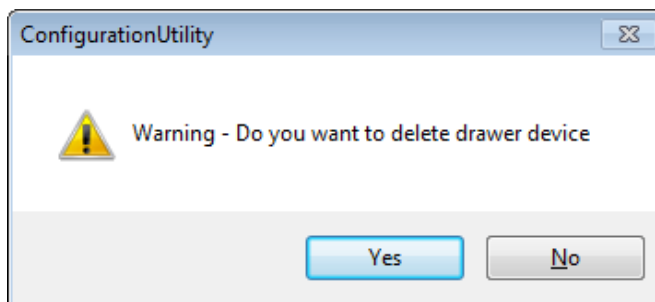 ConfigurationUtility
Warning - Do you want to delete drawer device
Yes
No